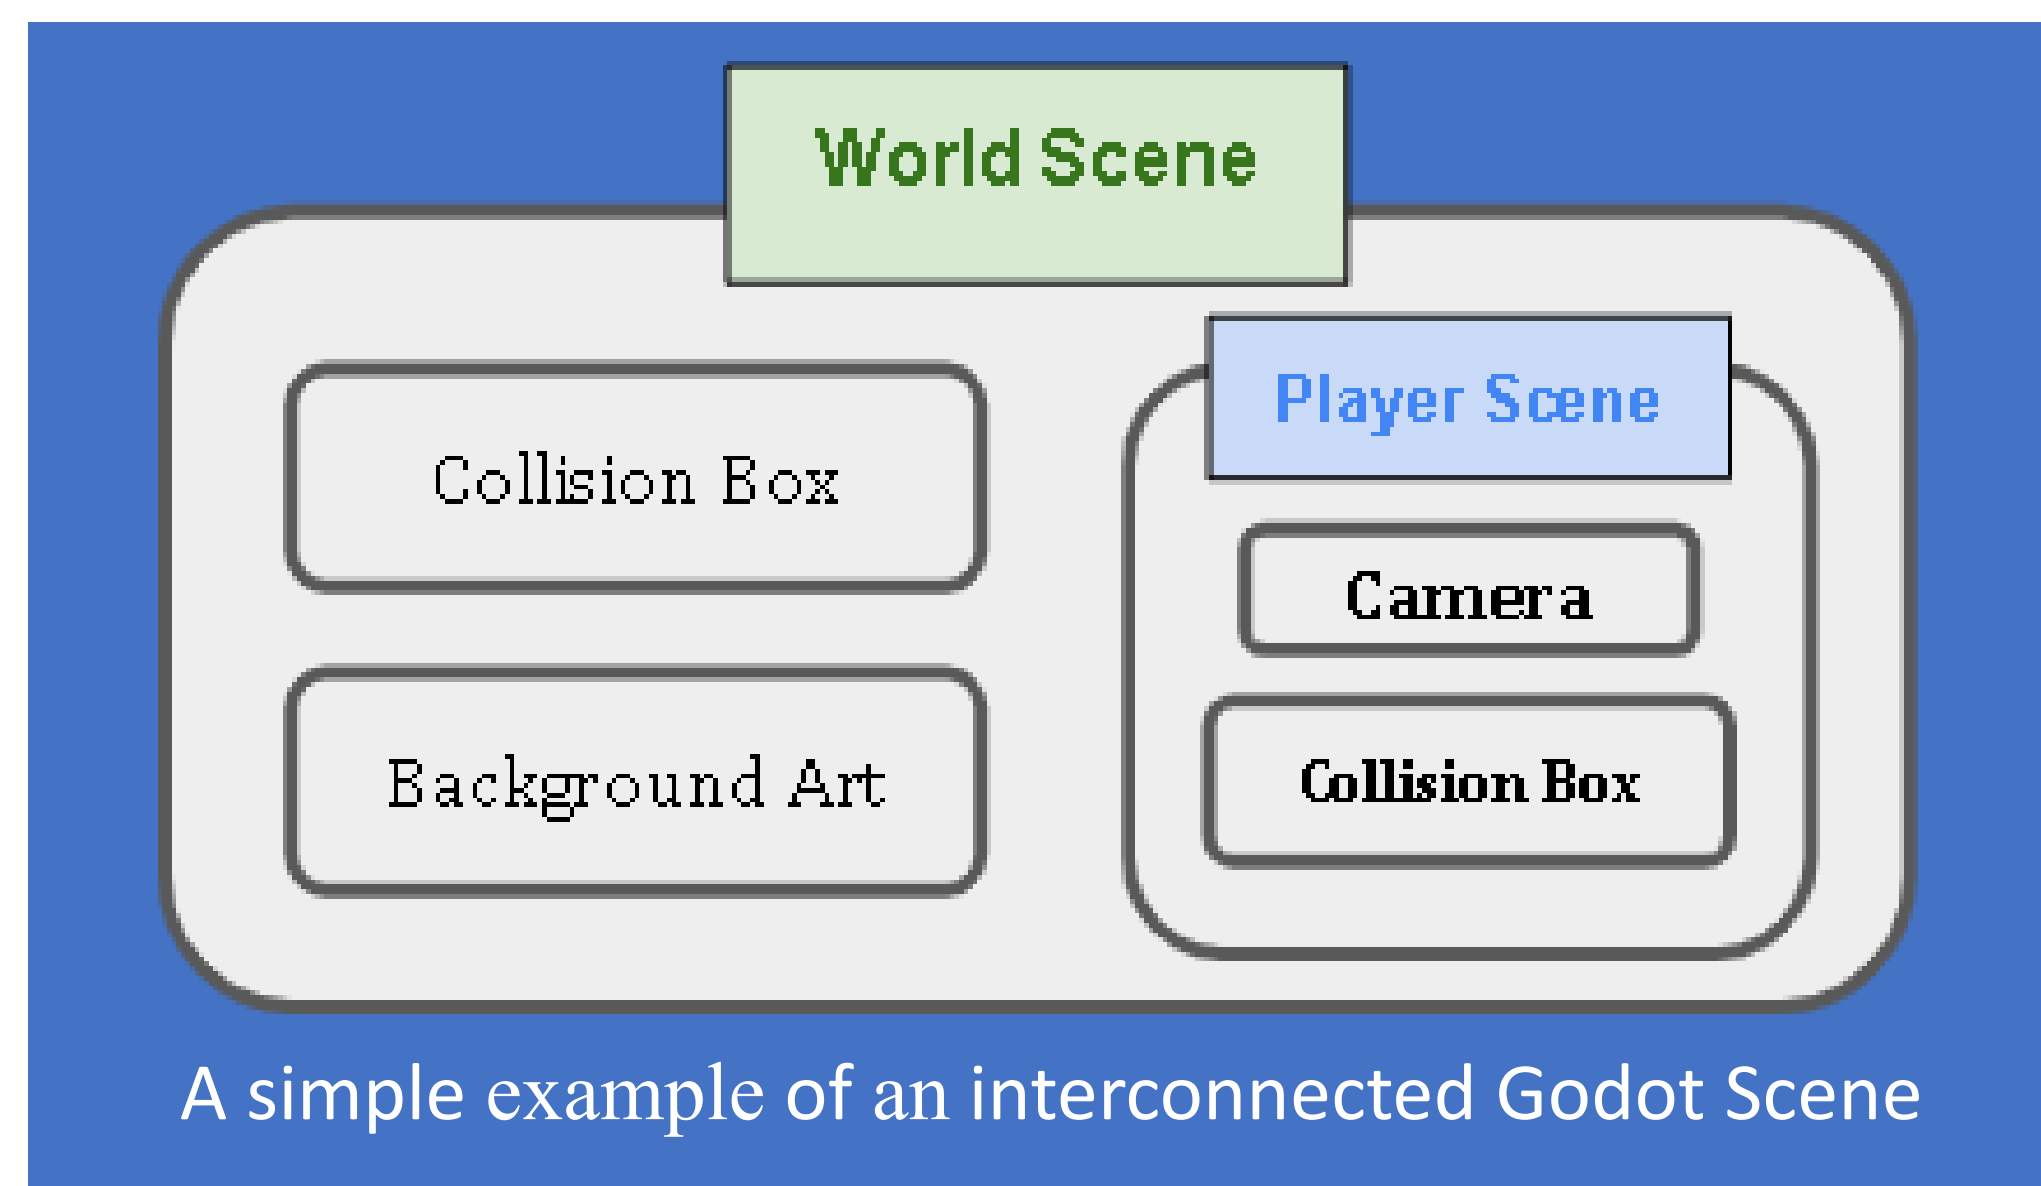 World Scene
Collision Box
Background Art
Player Scene
Camera
Collision Box
A simple example of an interconnected Godot Scene